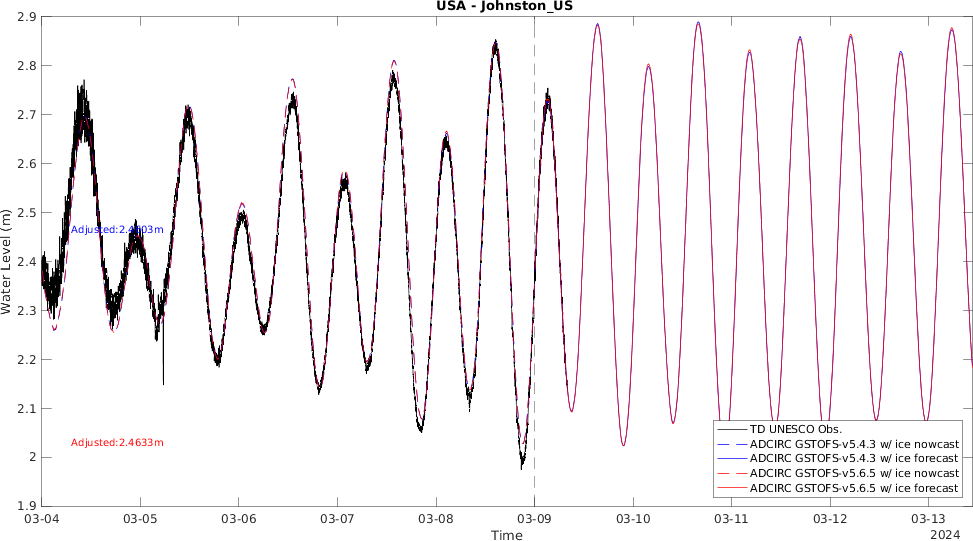 USA - Johnston_US
2.9
2.8
2.7
2.6
2.5
2.4
2.3
2.2
2.1
2
1.9
Water Level (m)
Adjusted:2.4603m
Adjusted:2.4633m
TD UNESCO Obs.
ADCIRC GSTOFS-v5.4.3 w/ ice nowcast
ADCIRC GSTOFS-v5.4.3 w/ ice forecast
ADCIRC GSTOFS-v5.6.5 w/ ice nowcast
ADCIRC GSTOFS-v5.6.5 w/ ice forecast
03-04 03-05 03-06 03-07 03-08 03-09 03-10 03-11 03-12 03-13
Time
2024